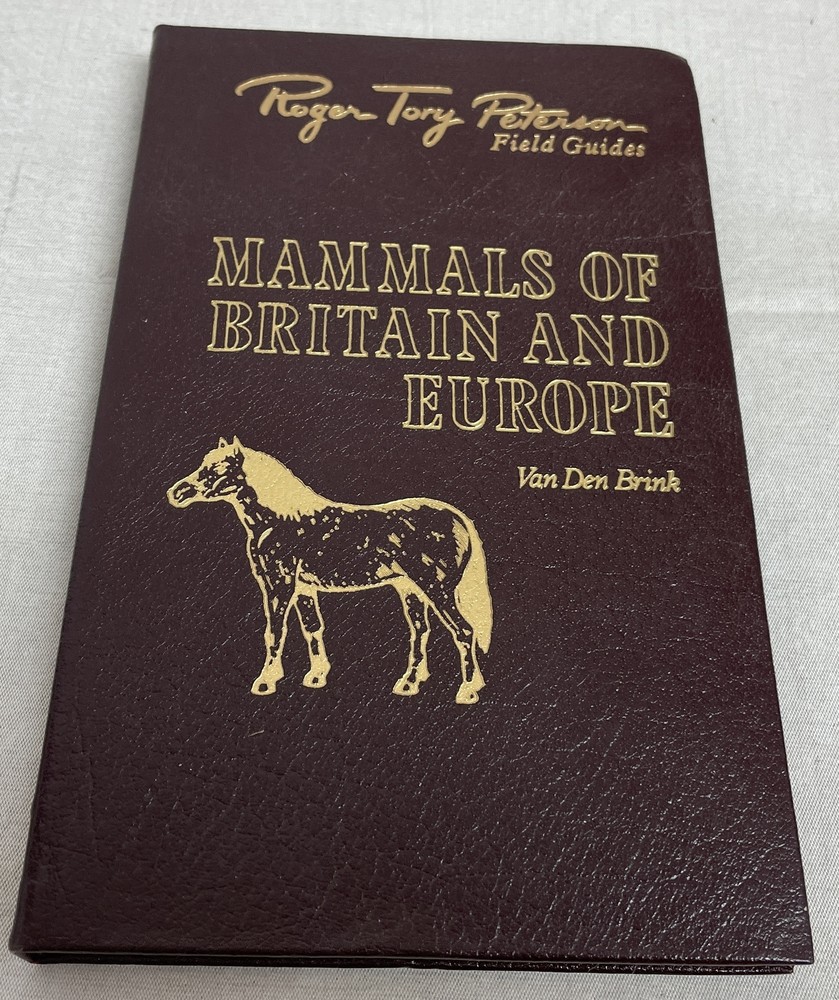 Roger Tory Peterson
Field Guides
MAMMALS OF
BRITAIN AND
EUROPE
Van Den Brink